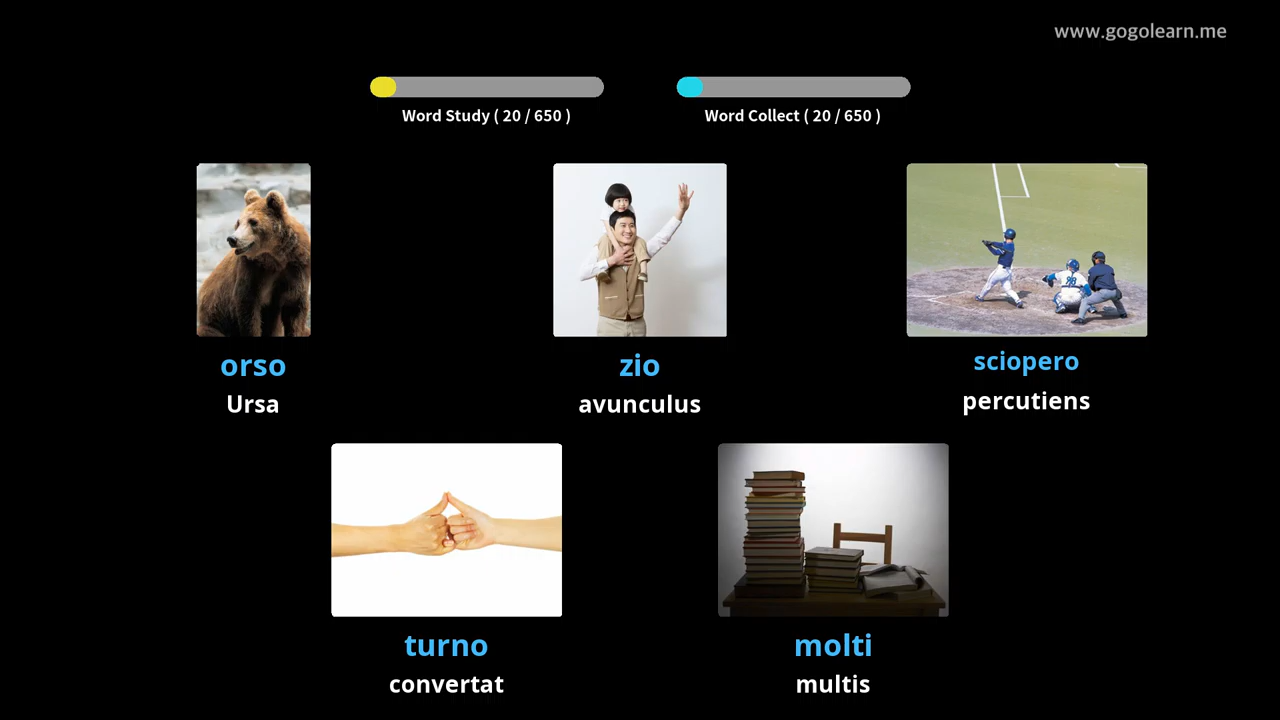 www.gogolearn.me
Word Study ( 20 / 650 )
Word Collect ( 20 / 650 )
orso
Ursa
zio
avunculus
sciopero
percutiens
turno
convertat
molti
multis